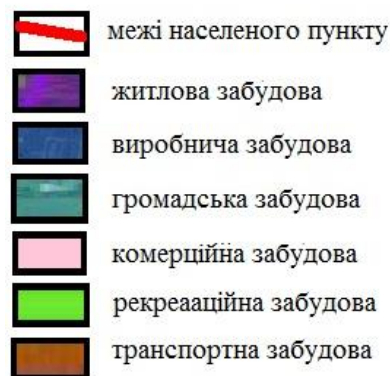 межі населеного пункту
житлова забудова
виробнича забудова
громадська забудова
комерційна забудова
рекреааційна забудова
транспортна забудова